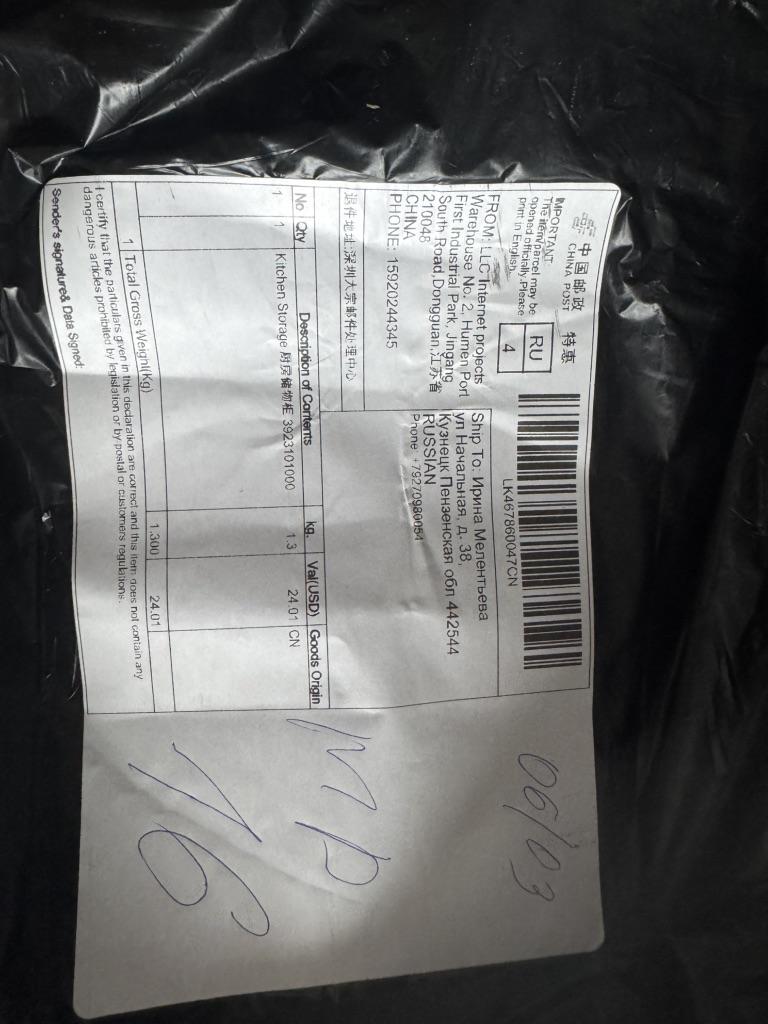 中国邮政 特惠
CHINA POST
IMPORTANT:
The item/parcel may be
opened officially.Please
print in English.
RU
4
LK467860047CN
FROM: LLC Internet projects
Warehouse No. 2, Humen Port
First Industrial Park, Jingang
South Road,Dongguan,江苏省
210048
CHINA
PHONE: 15920244345
Ship To: Ирина Мелентьева
ул Начальная, д. 38,
Кузнецк Пензенская обл 442544
RUSSIAN
Phone: +79270980054
退件地址:深圳大宗邮件处理中心
No Qty Description of Contents kg. Val(USD) Goods Origin
1 1 Kitchen Storage 厨房储物柜 3923101000 1.3 24.01 CN
1 Total Gross Weight(Kg) 1.300 24.01
I certify that the particulars given in this declaration are correct and this item does not contain any
dangerous articles prohibited by legislation or by postal or customers regulations.
Sender's signature& Data Signed:
06/03
16